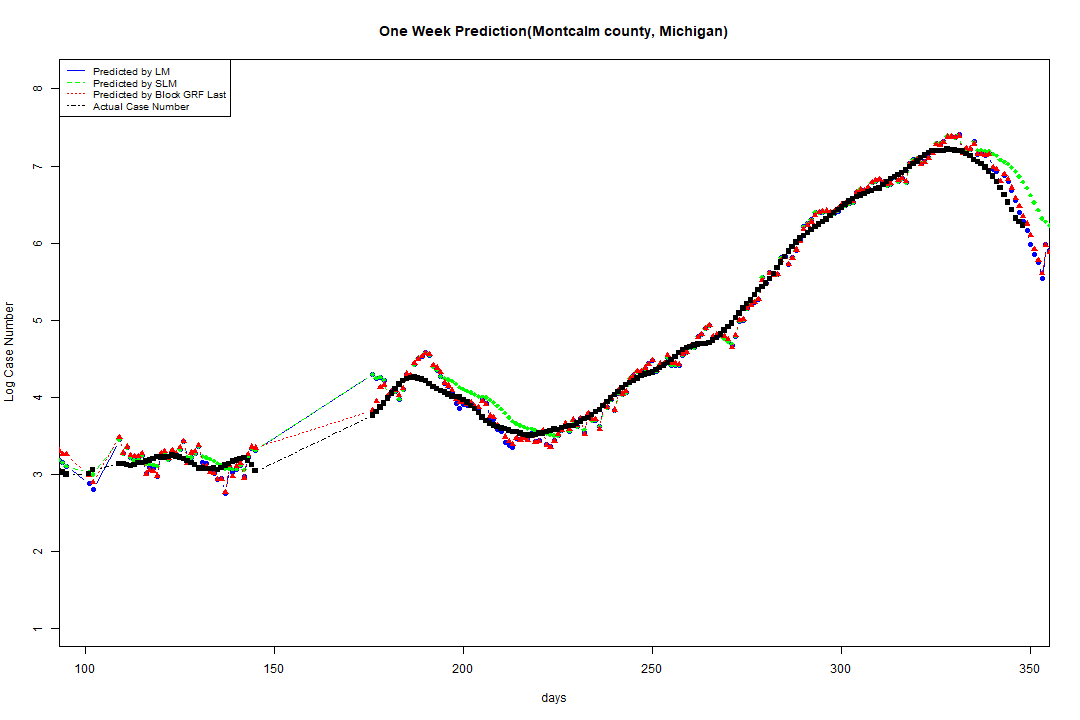 One Week Prediction(Montcalm county, Michigan)
Predicted by LM
Predicted by SLM
Predicted by Block GRF Last
Actual Case Number
8
7
6
5
4
3
2
1
Log Case Number
100 150 200 250 300 350
days